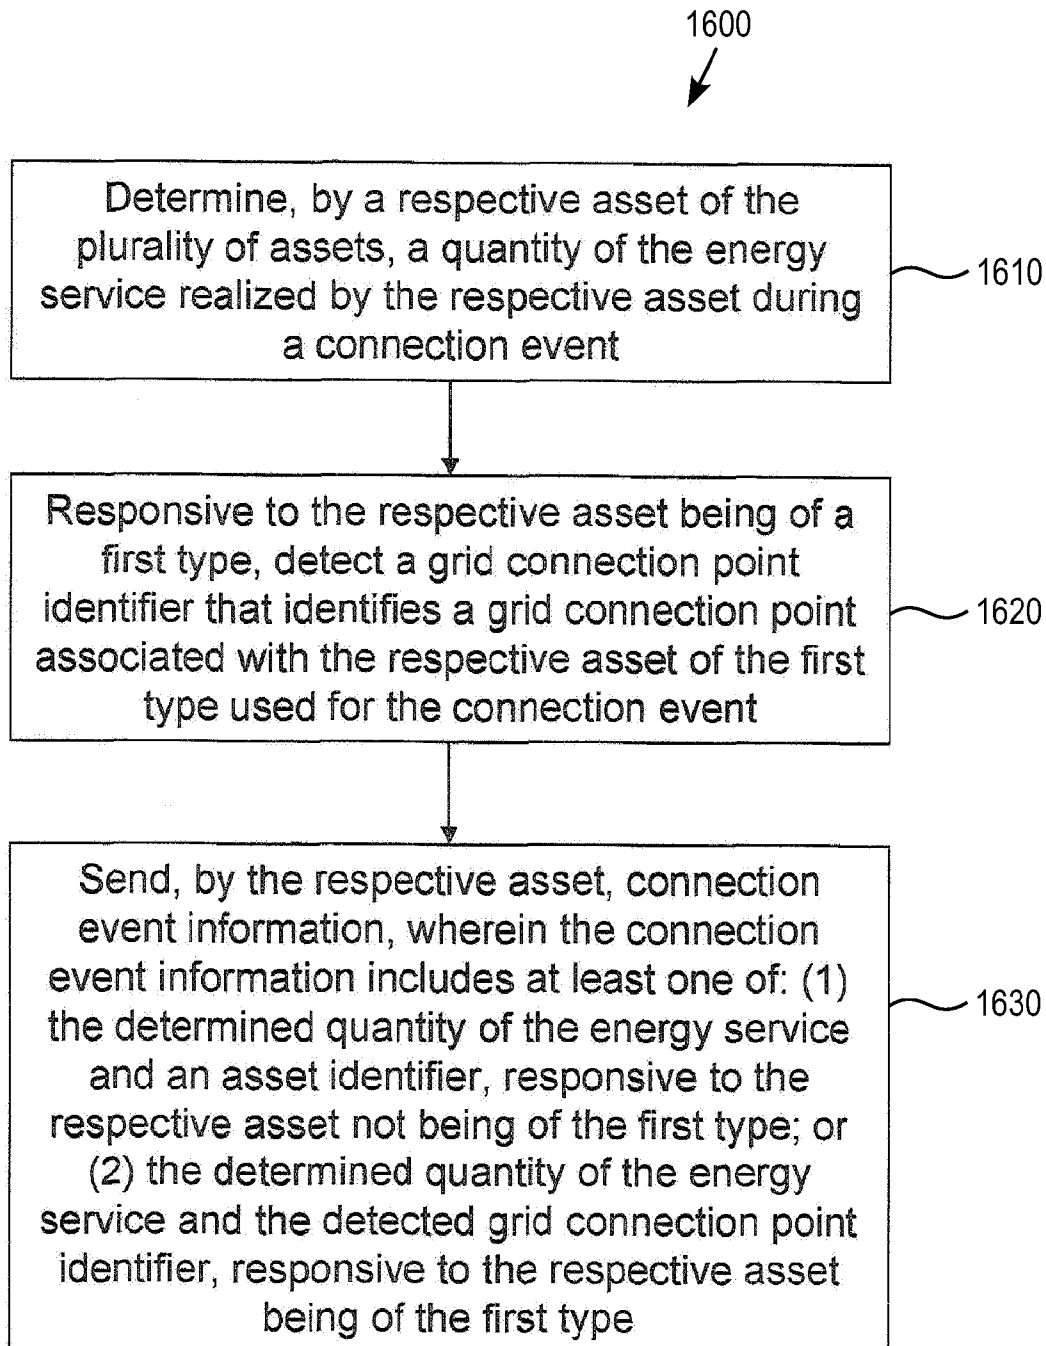 1600
Determine, by a respective asset of the
plurality of assets, a quantity of the energy
service realized by the respective asset during
a connection event
1610
Responsive to the respective asset being of a
first type, detect a grid connection point
identifier that identifies a grid connection point
associated with the respective asset of the first
type used for the connection event
1620
Send, by the respective asset, connection
event information, wherein the connection
event information includes at least one of: (1)
the determined quantity of the energy service
and an asset identifier, responsive to the
respective asset not being of the first type; or
(2) the determined quantity of the energy
service and the detected grid connection point
identifier, responsive to the respective asset
being of the first type
1630